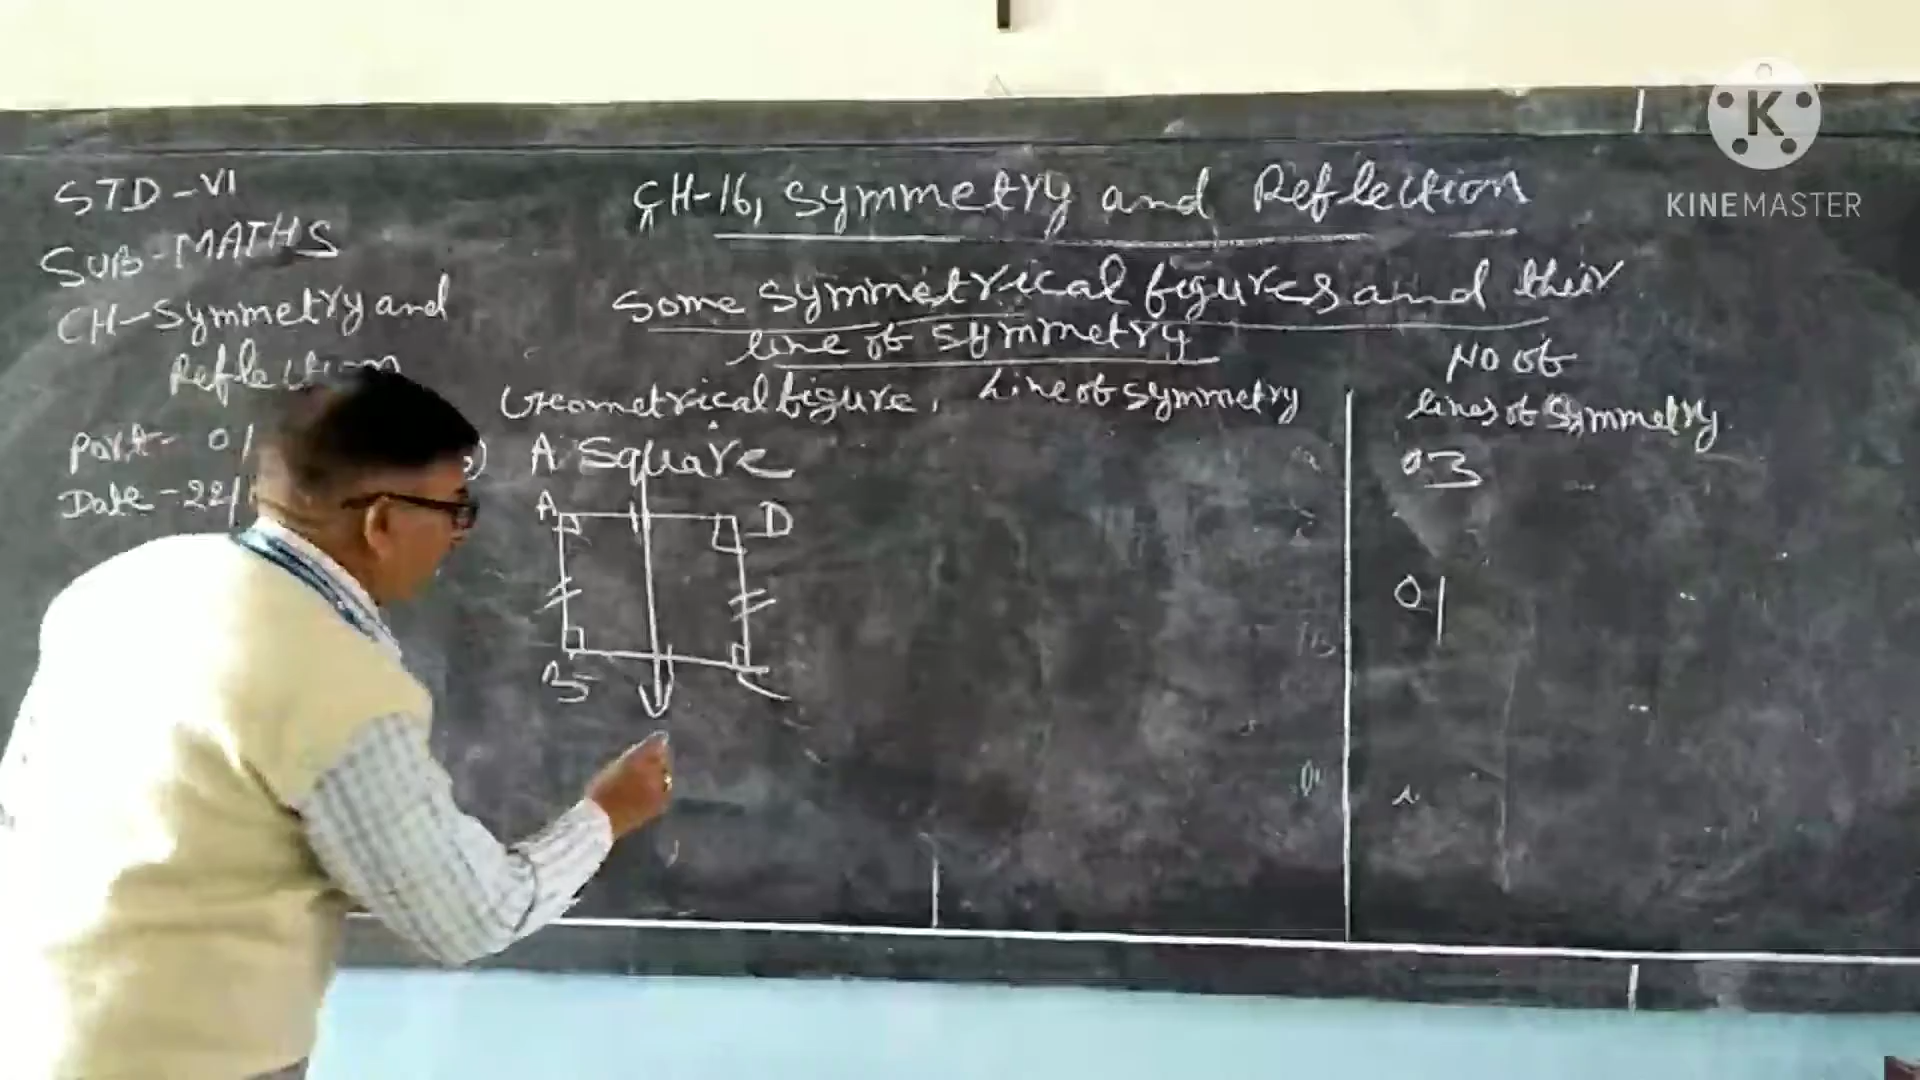 STD-VI
SUB-MATHS
CH-Symmetry and
Reflection
Part- 01
Date-22/
CH-16, Symmetry and Reflection
Some symmetrical figures and their
line of symmetry
Geometrical figure, Line of symmetry
No of
lines of symmetry
A Square
A
D
B
C
03
01
K
KINEMASTER